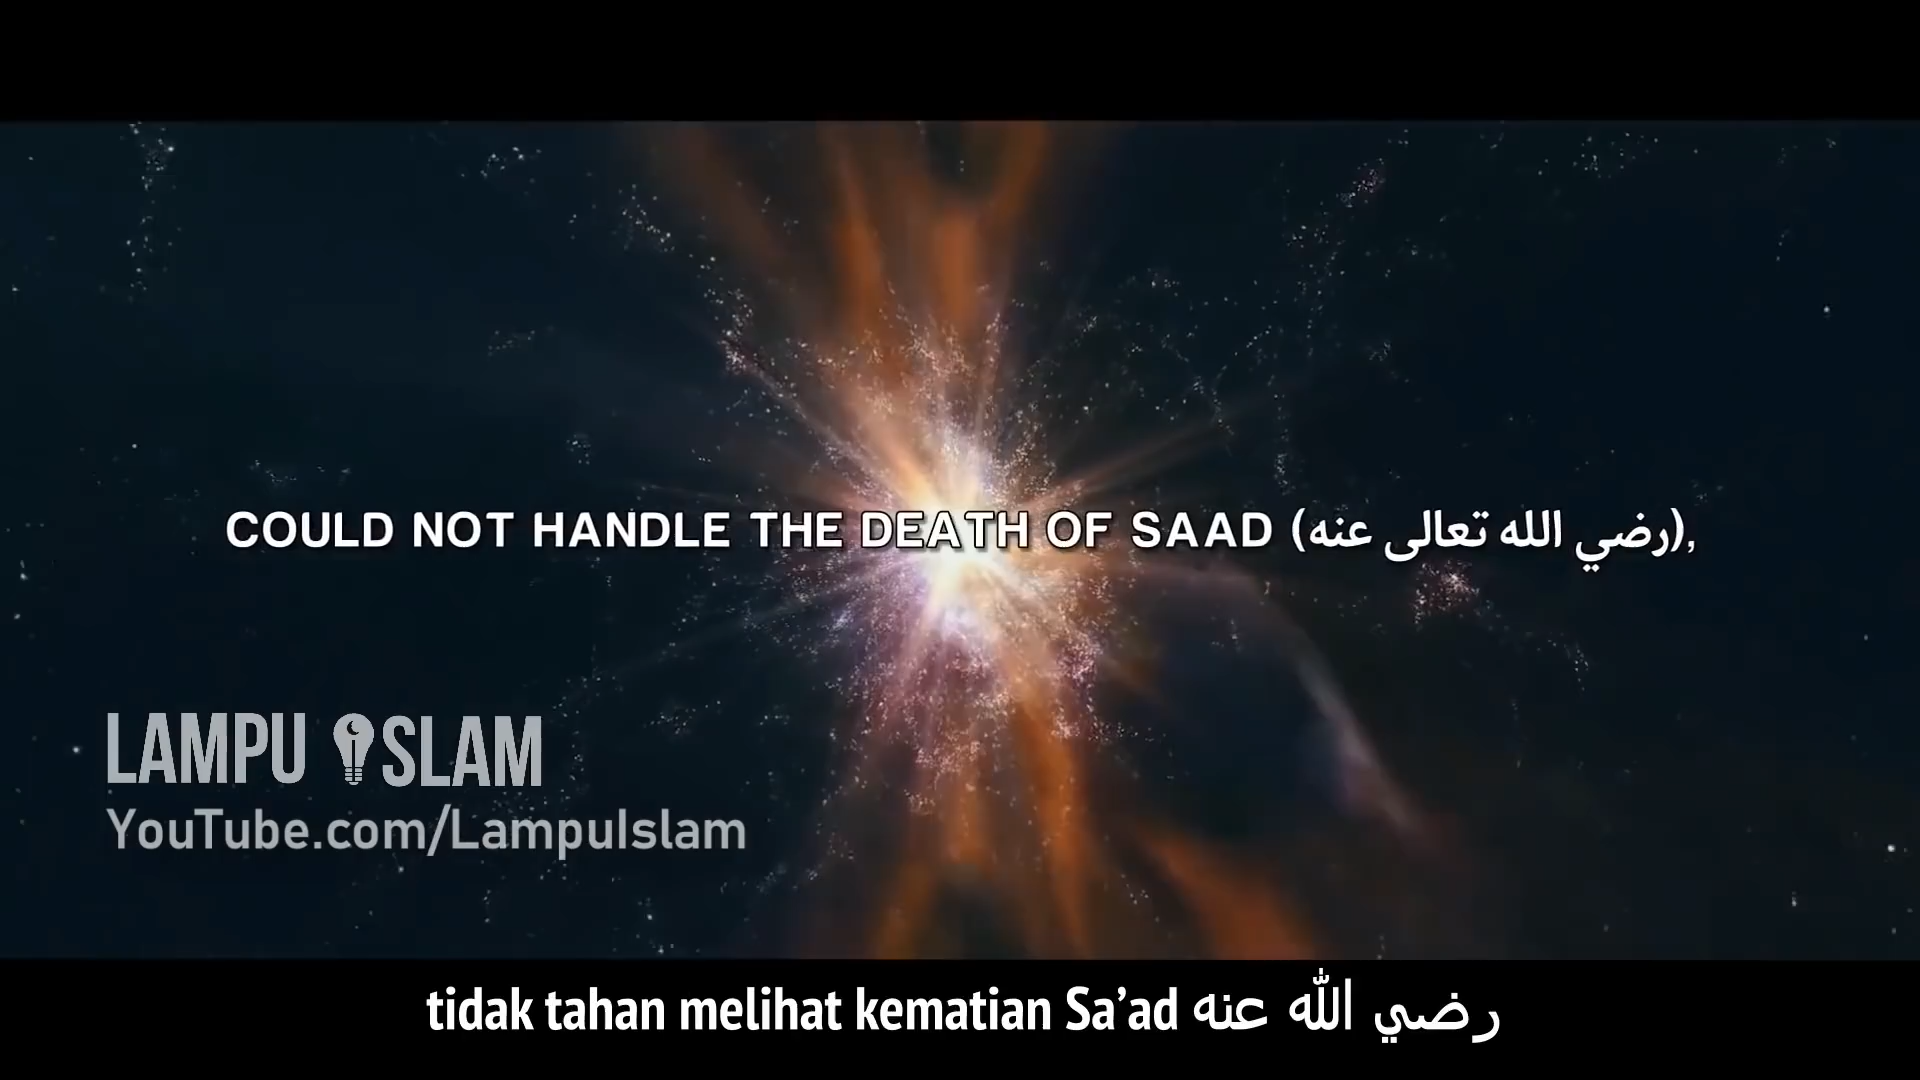 COULD NOT HANDLE THE DEATH OF SAAD (رضي الله تعالى عنه),
LAMPU ISLAM
YouTube.com/LampuIslam
tidak tahan melihat kematian Sa’ad رضي الله عنه